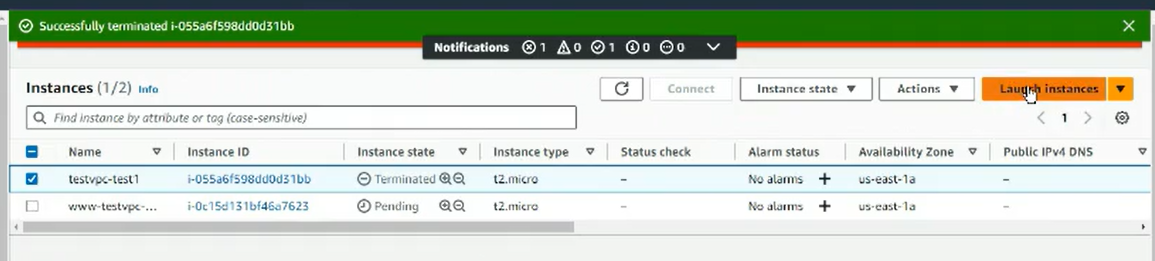 Successfully terminated i-055a6f598dd0d31bb
Notifications 1 0 1 0 0
Instances (1/2) Info Connect Instance state Actions Launch instances
Find instance by attribute or tag (case-sensitive) 1
Name Instance ID Instance state Instance type Status check Alarm status Availability Zone Public IPv4 DNS
testvpc-test1 i-055a6f598dd0d31bb Terminated t2.micro – No alarms + us-east-1a –
www-testvpc-... i-0c15d131bf46a7623 Pending t2.micro – No alarms + us-east-1a –